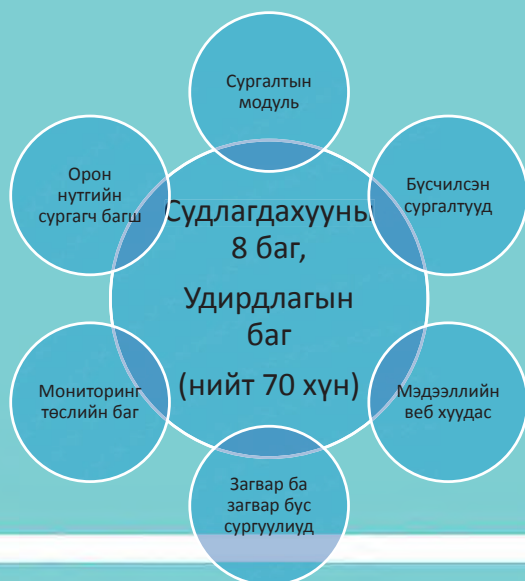 Сургалтын
модуль
Орон
нутгийн
сургагч багш
Бүсчилсэн
сургалтууд
Судлагдахууны
8 баг,
Удирдлагын
баг
(нийт 70 хүн)
Мониторинг
төслийн баг
Мэдээллийн
веб хуудас
Загвар ба
загвар бус
сургуулиуд